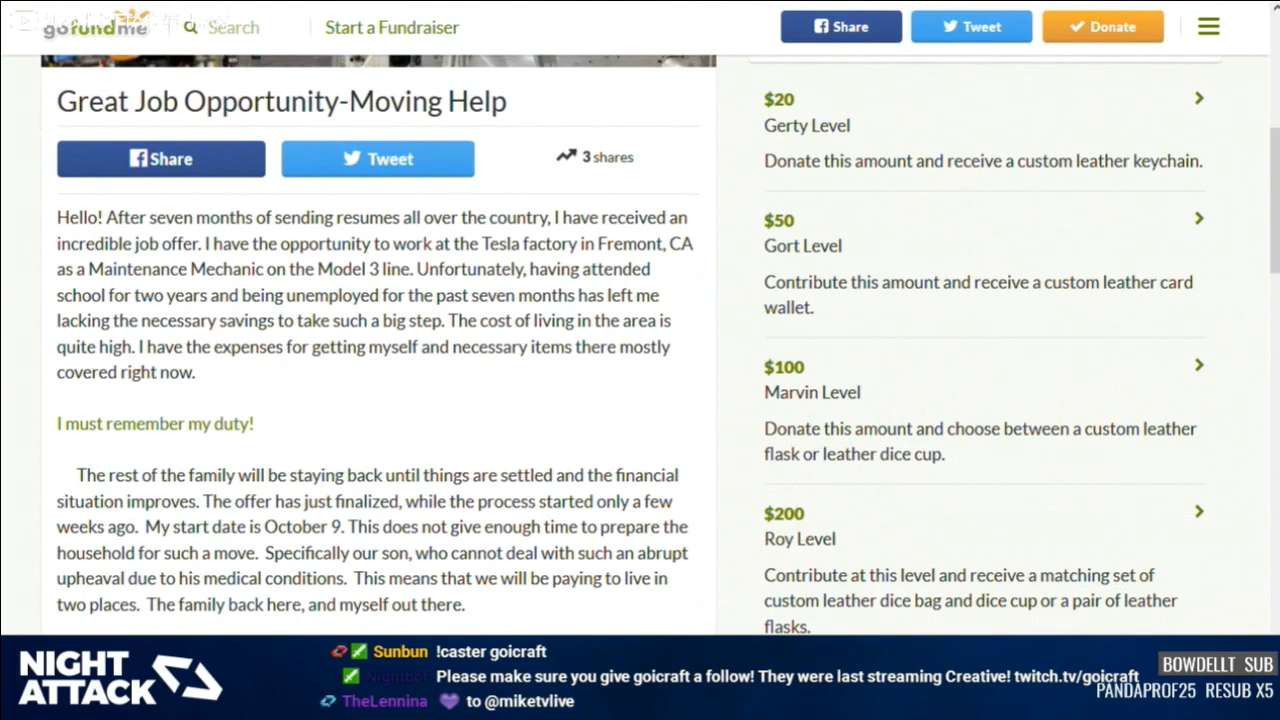 gofundme
Search
Start a Fundraiser
Share
Tweet
Donate
Great Job Opportunity-Moving Help
Share
Tweet
3 shares
Hello! After seven months of sending resumes all over the country, I have received an
incredible job offer. I have the opportunity to work at the Tesla factory in Fremont, CA
as a Maintenance Mechanic on the Model 3 line. Unfortunately, having attended
school for two years and being unemployed for the past seven months has left me
lacking the necessary savings to take such a big step. The cost of living in the area is
quite high. I have the expenses for getting myself and necessary items there mostly
covered right now.
I must remember my duty!
The rest of the family will be staying back until things are settled and the financial
situation improves. The offer has just finalized, while the process started only a few
weeks ago. My start date is October 9. This does not give enough time to prepare the
household for such a move. Specifically our son, who cannot deal with such an abrupt
upheaval due to his medical conditions. This means that we will be paying to live in
two places. The family back here, and myself out there.
$20
Gerty Level
Donate this amount and receive a custom leather keychain.
$50
Gort Level
Contribute this amount and receive a custom leather card
wallet.
$100
Marvin Level
Donate this amount and choose between a custom leather
flask or leather dice cup.
$200
Roy Level
Contribute at this level and receive a matching set of
custom leather dice bag and dice cup or a pair of leather
flasks.
NIGHT
ATTACK
Sunbun !caster goicraft
Nightbot Please make sure you give goicraft a follow! They were last streaming Creative! twitch.tv/goicraft
TheLennina to @miketvlive
BOWDELLT SUB
PANDAPROF25 RESUB X5